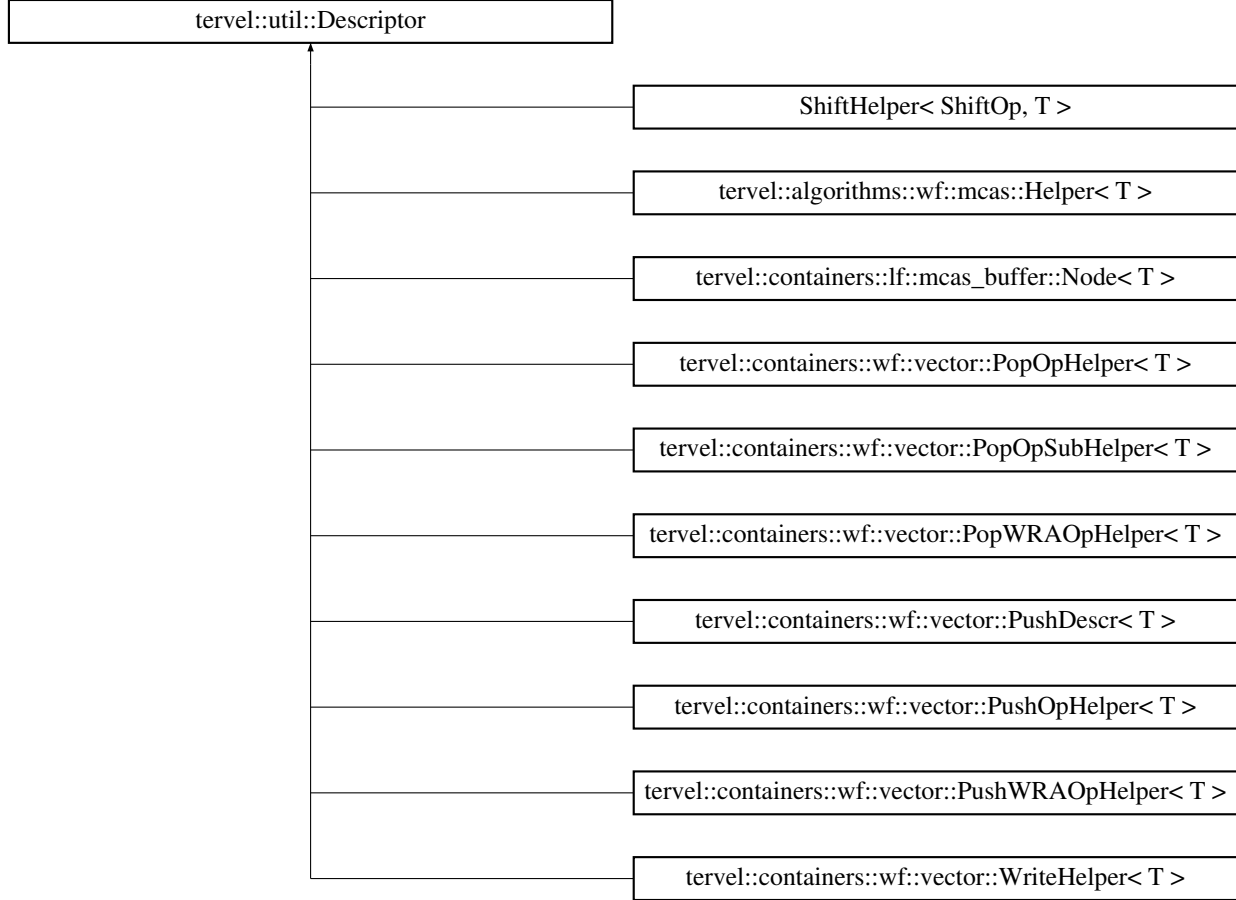 tervel::util::Descriptor
ShiftHelper< ShiftOp, T >
tervel::algorithms::wf::mcas::Helper< T >
tervel::containers::lf::mcas_buffer::Node< T >
tervel::containers::wf::vector::PopOpHelper< T >
tervel::containers::wf::vector::PopOpSubHelper< T >
tervel::containers::wf::vector::PopWRAOpHelper< T >
tervel::containers::wf::vector::PushDescr< T >
tervel::containers::wf::vector::PushOpHelper< T >
tervel::containers::wf::vector::PushWRAOpHelper< T >
tervel::containers::wf::vector::WriteHelper< T >